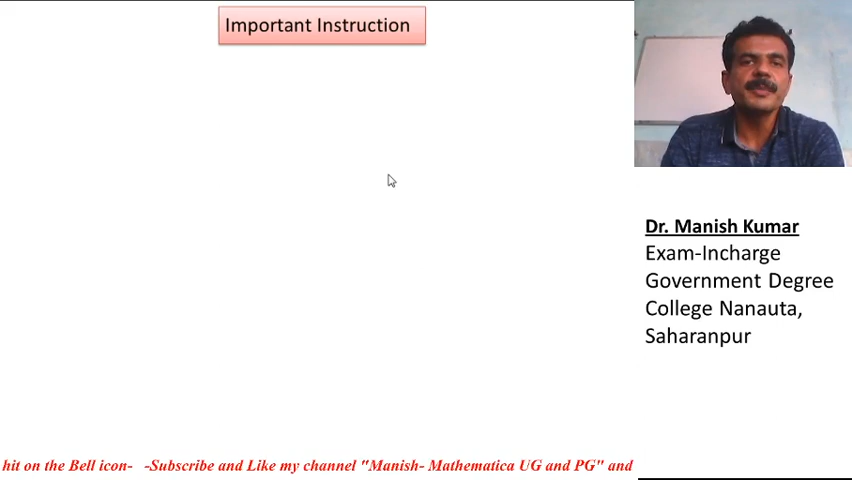 Important Instruction
Dr. Manish Kumar
Exam-Incharge
Government Degree
College Nanauta,
Saharanpur
hit on the Bell icon-   -Subscribe and Like my channel "Manish- Mathematica UG and PG" and